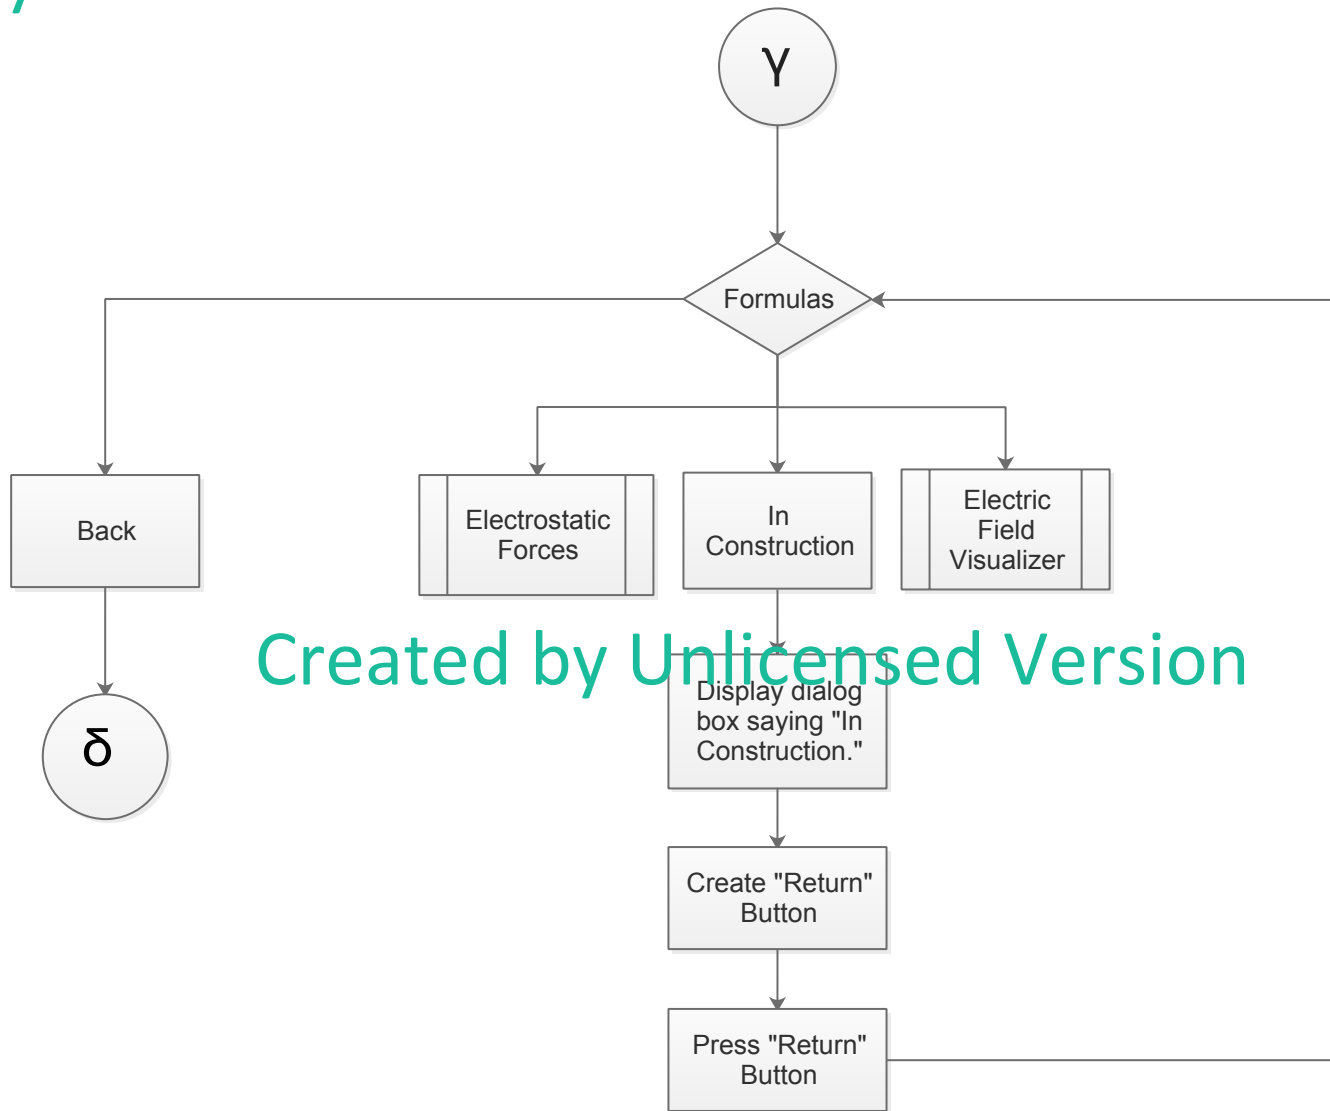 γ
Formulas
Back
Electrostatic
Forces
In
Construction
Electric
Field
Visualizer
Created by Unlicensed Version
Display dialog
box saying "In
Construction."
δ
Create "Return"
Button
Press "Return"
Button